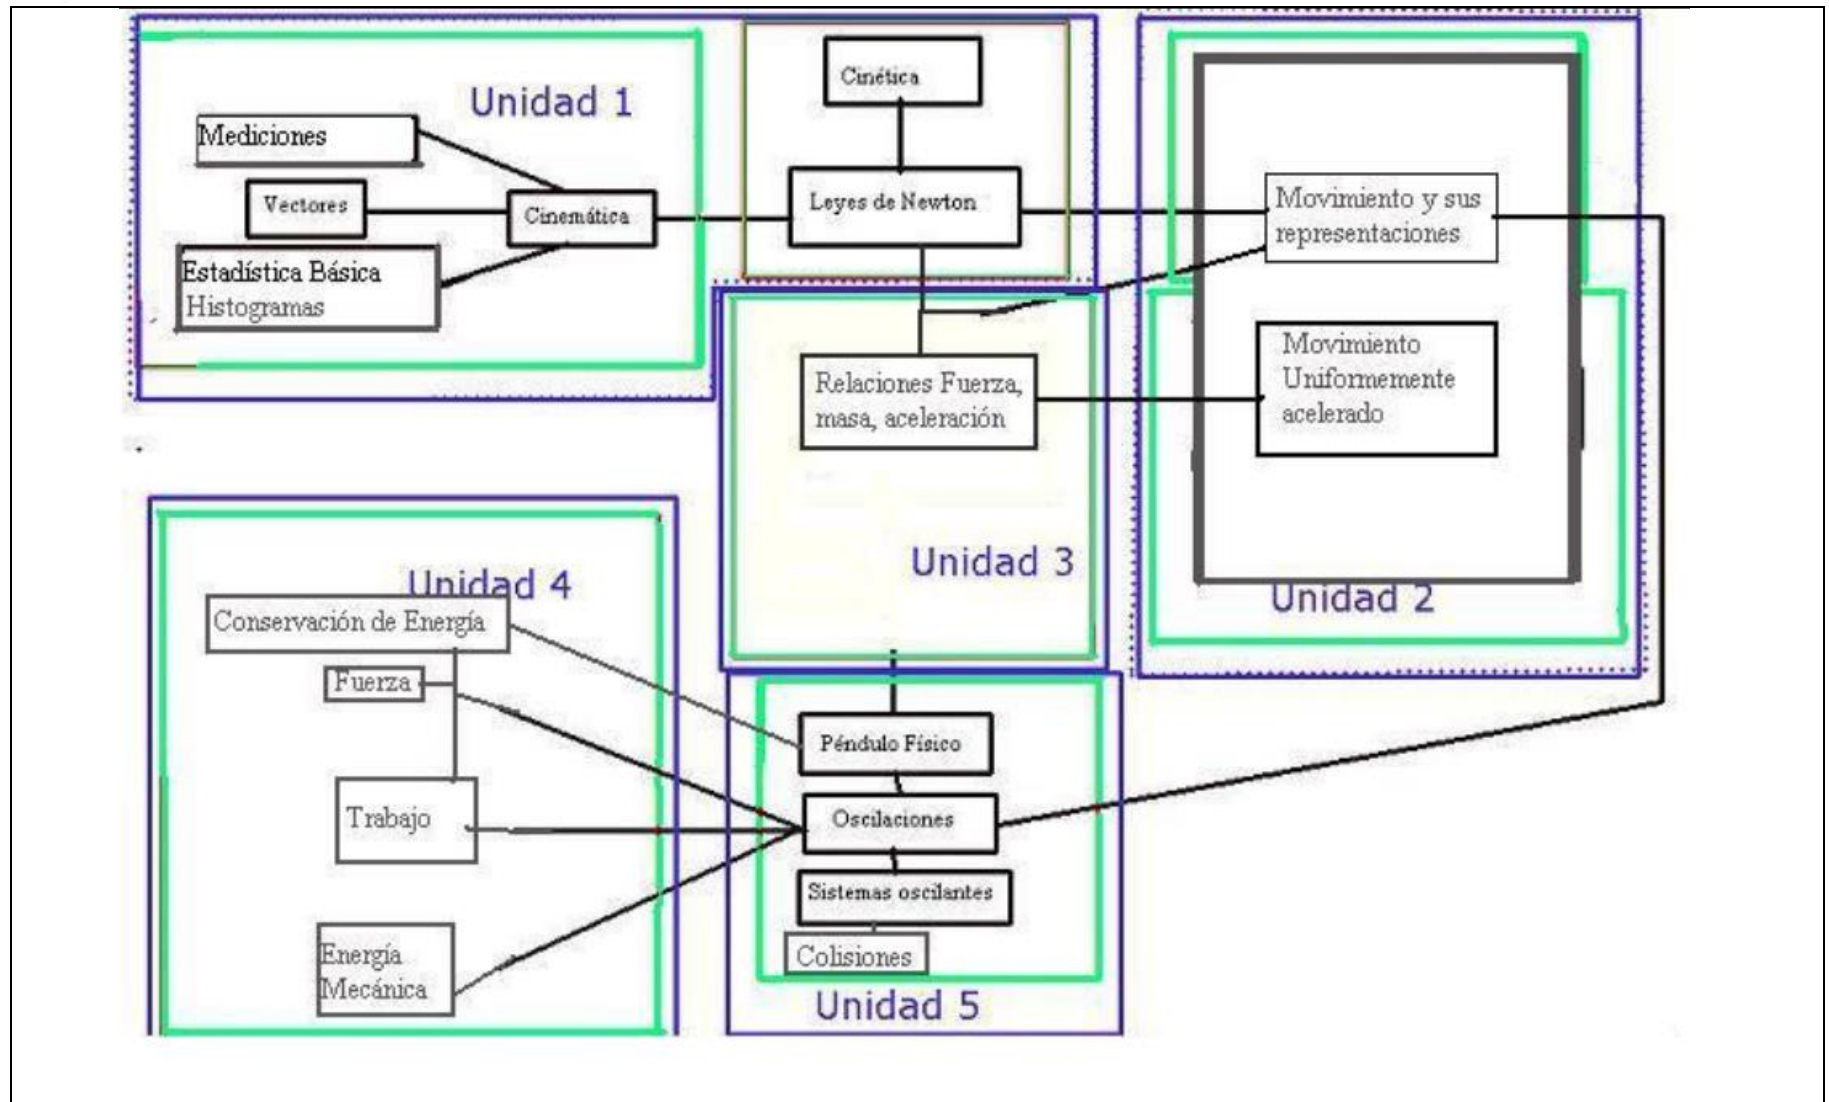 Unidad 1
Mediciones
Vectores
Cinemática
Estadística Básica
Histogramas
Cinética
Leyes de Newton
Movimiento y sus
representaciones
Movimiento
Uniformemente
acelerado
Unidad 2
Relaciones Fuerza,
masa, aceleración
Unidad 3
Unidad 4
Conservación de Energía
Fuerza
Trabajo
Energía
Mecánica
Péndulo Físico
Oscilaciones
Sistemas oscilantes
Colisiones
Unidad 5